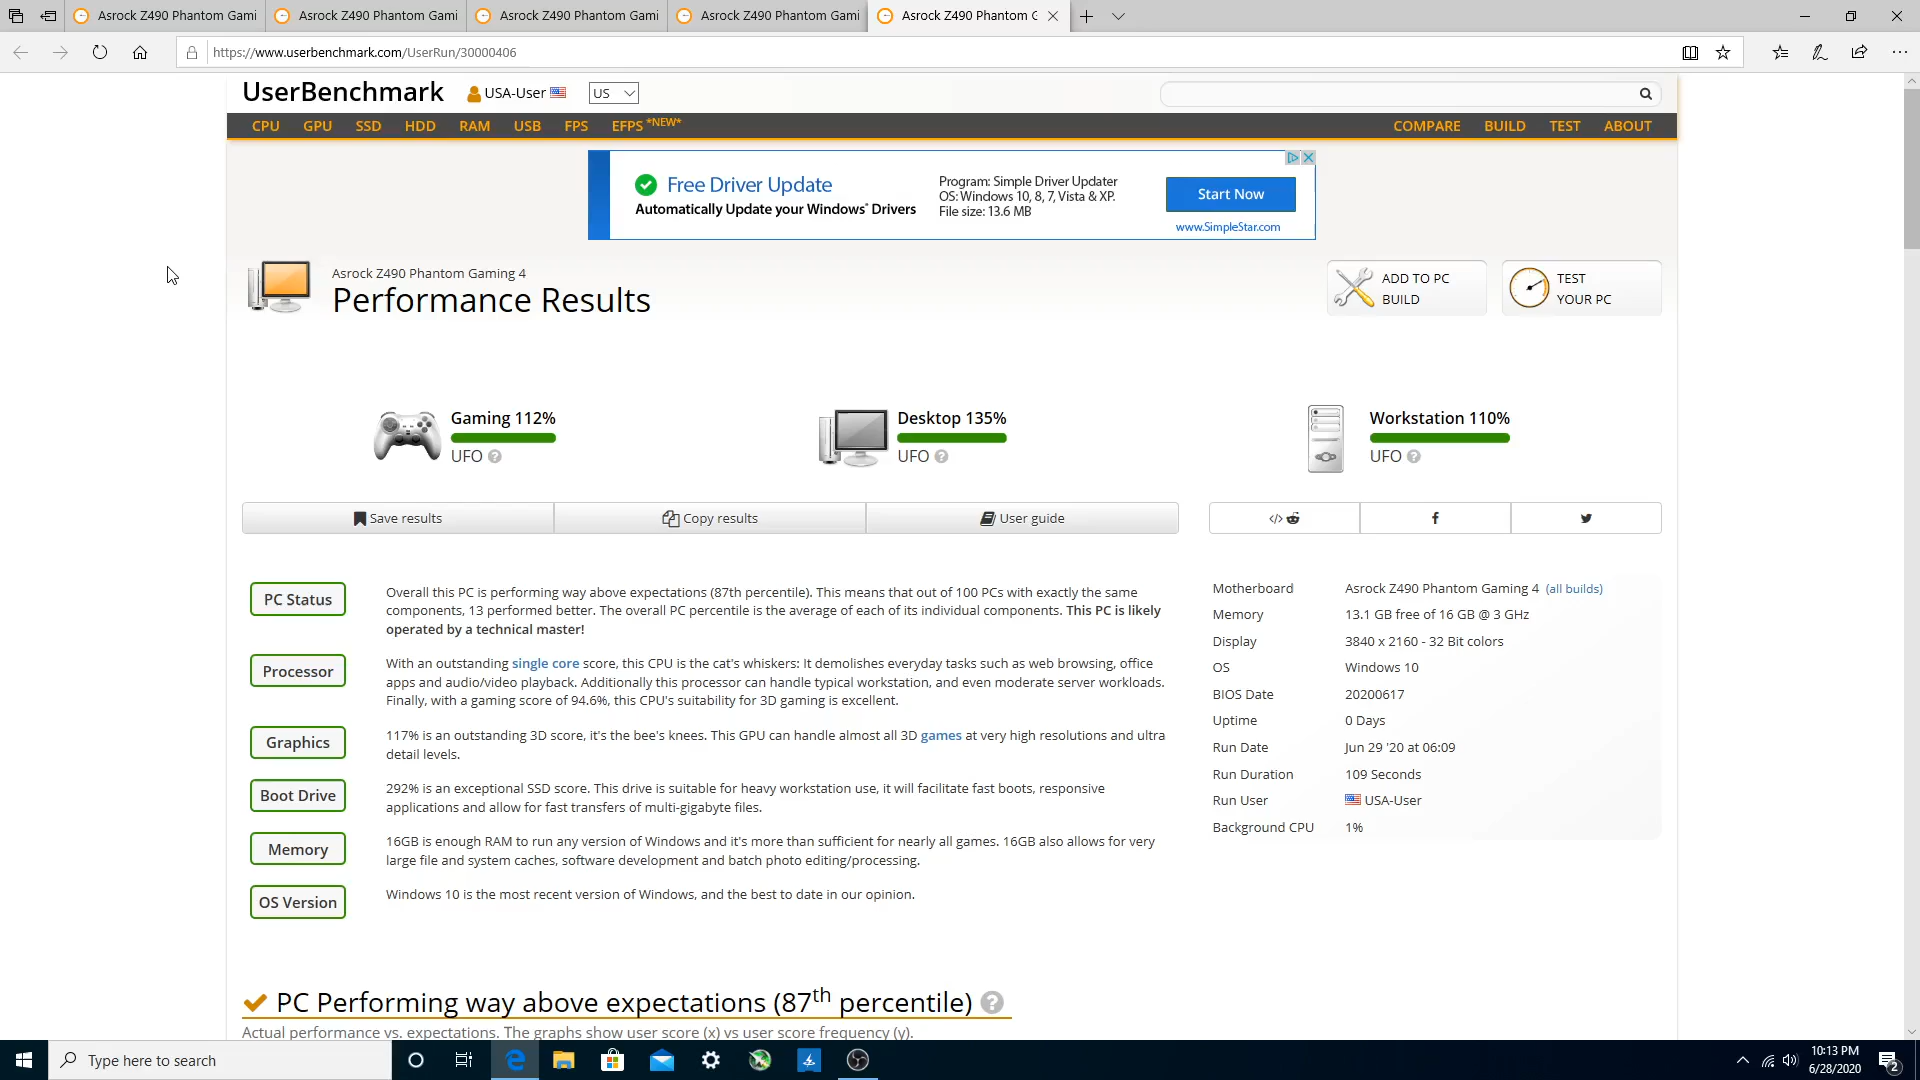 Asrock Z490 Phantom Gami
Asrock Z490 Phantom Gami
Asrock Z490 Phantom Gami
Asrock Z490 Phantom Gami
Asrock Z490 Phantom G
https://www.userbenchmark.com/UserRun/30000406
UserBenchmark
USA-User
US
CPU GPU SSD HDD RAM USB FPS EFPS *NEW*
COMPARE BUILD TEST ABOUT
Free Driver Update
Automatically Update your Windows* Drivers
Program: Simple Driver Updater
OS: Windows 10, 8, 7, Vista & XP.
File size: 13.6 MB
Start Now
www.SimpleStar.com
Asrock Z490 Phantom Gaming 4
Performance Results
ADD TO PC
BUILD
TEST
YOUR PC
Gaming 112%
UFO ?
Desktop 135%
UFO ?
Workstation 110%
UFO ?
Save results
Copy results
User guide
</>
PC Status
Overall this PC is performing way above expectations (87th percentile). This means that out of 100 PCs with exactly the same
components, 13 performed better. The overall PC percentile is the average of each of its individual components. This PC is likely
operated by a technical master!
Processor
With an outstanding single core score, this CPU is the cat's whiskers: It demolishes everyday tasks such as web browsing, office
apps and audio/video playback. Additionally this processor can handle typical workstation, and even moderate server workloads.
Finally, with a gaming score of 94.6%, this CPU's suitability for 3D gaming is excellent.
Graphics
117% is an outstanding 3D score, it's the bee's knees. This GPU can handle almost all 3D games at very high resolutions and ultra
detail levels.
Boot Drive
292% is an exceptional SSD score. This drive is suitable for heavy workstation use, it will facilitate fast boots, responsive
applications and allow for fast transfers of multi-gigabyte files.
Memory
16GB is enough RAM to run any version of Windows and it's more than sufficient for nearly all games. 16GB also allows for very
large file and system caches, software development and batch photo editing/processing.
OS Version
Windows 10 is the most recent version of Windows, and the best to date in our opinion.
Motherboard Asrock Z490 Phantom Gaming 4 (all builds)
Memory 13.1 GB free of 16 GB @ 3 GHz
Display 3840 x 2160 - 32 Bit colors
OS Windows 10
BIOS Date 20200617
Uptime 0 Days
Run Date Jun 29 '20 at 06:09
Run Duration 109 Seconds
Run User USA-User
Background CPU 1%
PC Performing way above expectations (87th percentile) ?
Actual performance vs. expectations. The graphs show user score (x) vs user score frequency (y).
Type here to search
10:13 PM
6/28/2020
2